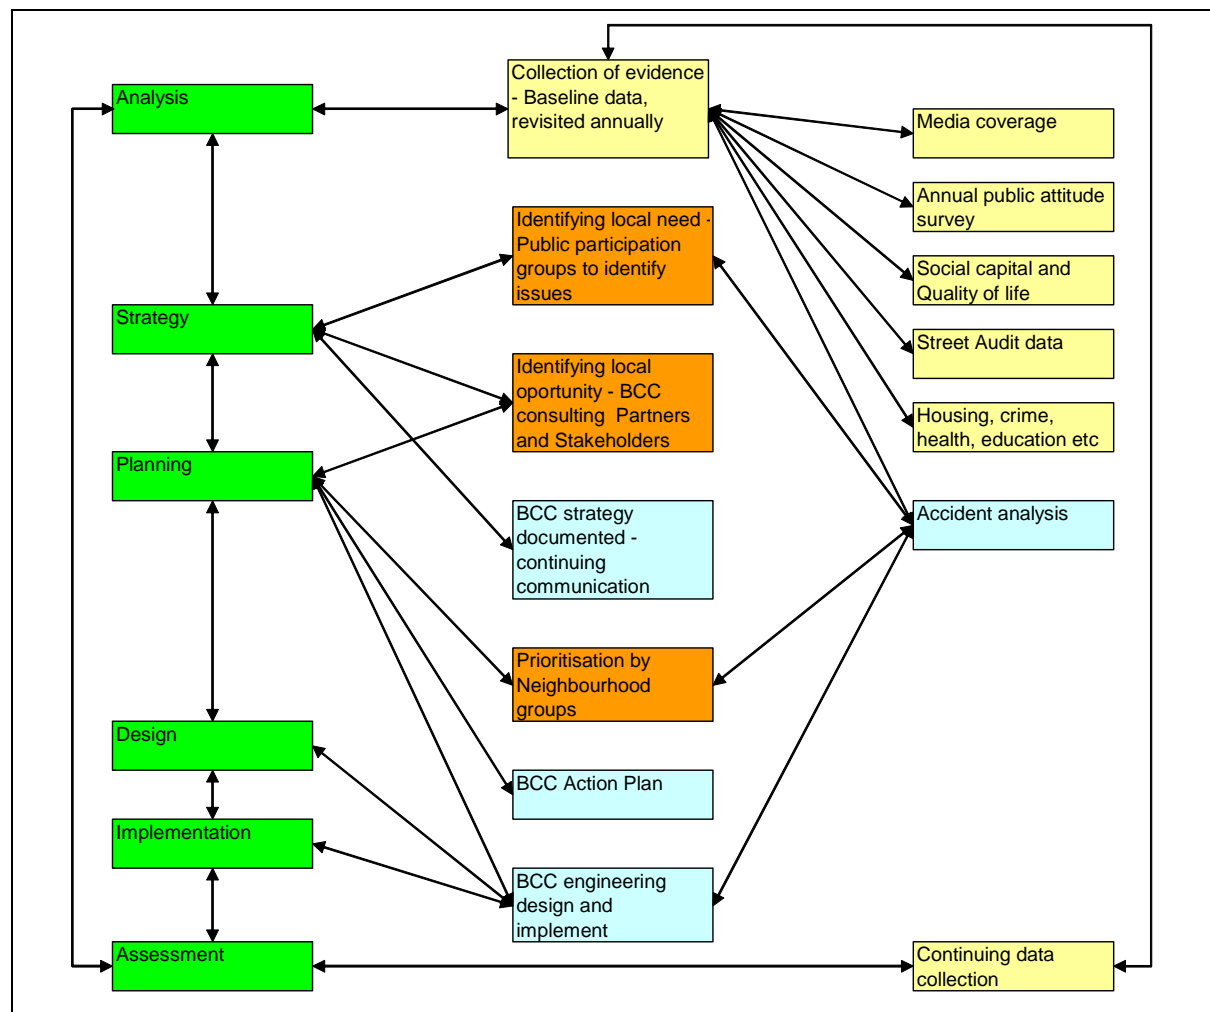 Analysis
Strategy
Planning
Design
Implementation
Assessment
Collection of evidence
- Baseline data,
revisited annually
Identifying local need -
Public participation
groups to identify
issues
Identifying local
oportunity - BCC
consulting  Partners
and Stakeholders
BCC strategy
documented -
continuing
communication
Prioritisation by
Neighbourhood
groups
BCC Action Plan
BCC engineering
design and
implement
Media coverage
Annual public attitude
survey
Social capital and
Quality of life
Street Audit data
Housing, crime,
health, education etc
Accident analysis
Continuing data
collection